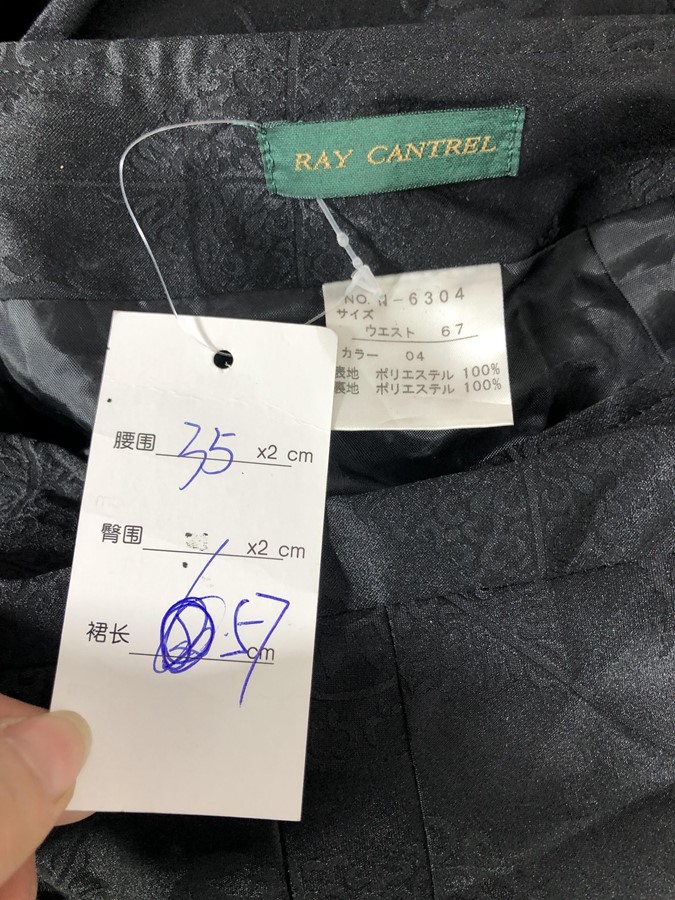 RAY CANTREL
NO. N-6304
サイズ
ウエスト 67
カラー 04
表地 ポリエステル 100%
裏地 ポリエステル 100%
腰围 35 x2 cm
臀围 / x2 cm
裙长 57 cm